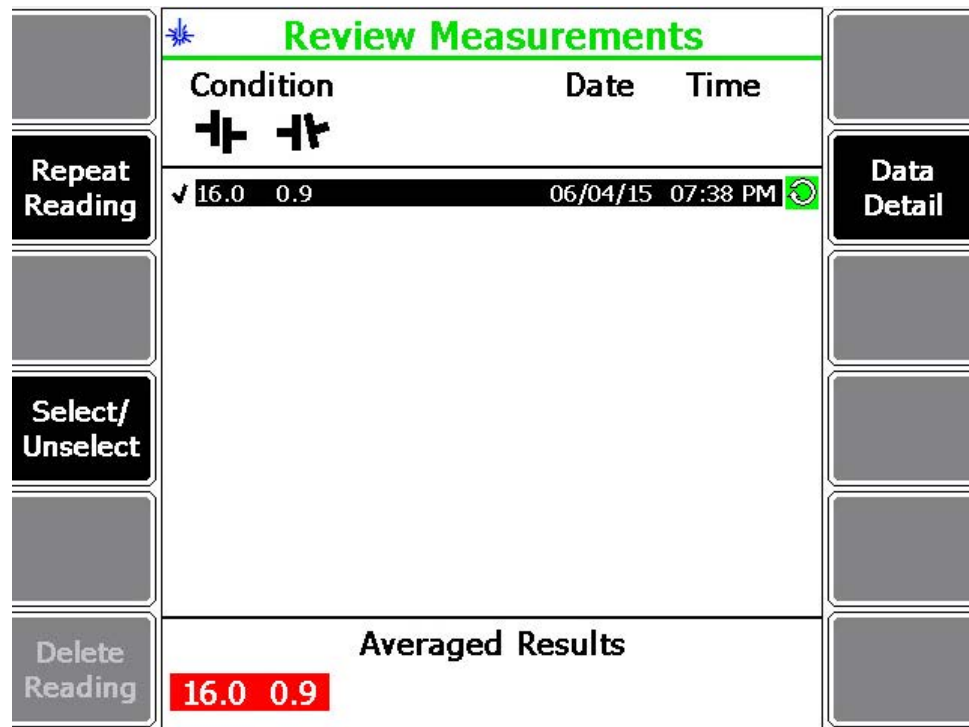 Review Measurements
Condition Date Time
Repeat
Reading
✓ 16.0 0.9 06/04/15 07:38 PM
Data
Detail
Select/
Unselect
Delete
Reading
Averaged Results
16.0 0.9